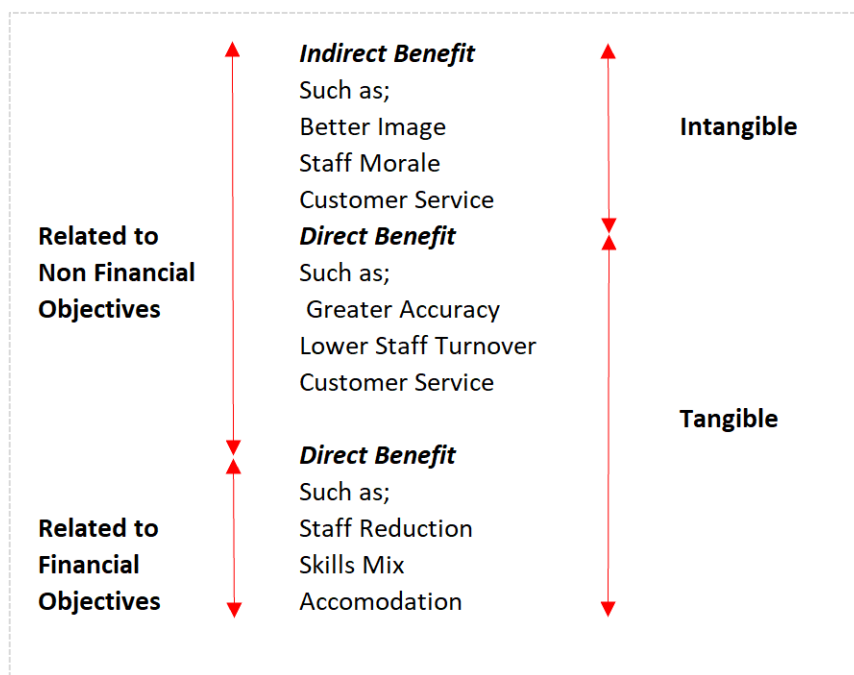 Indirect Benefit
Such as;
Better Image
Staff Morale
Customer Service
Direct Benefit
Such as;
Greater Accuracy
Lower Staff Turnover
Customer Service
Direct Benefit
Such as;
Staff Reduction
Skills Mix
Accomodation
Related to
Non Financial
Objectives
Related to
Financial
Objectives
Intangible
Tangible